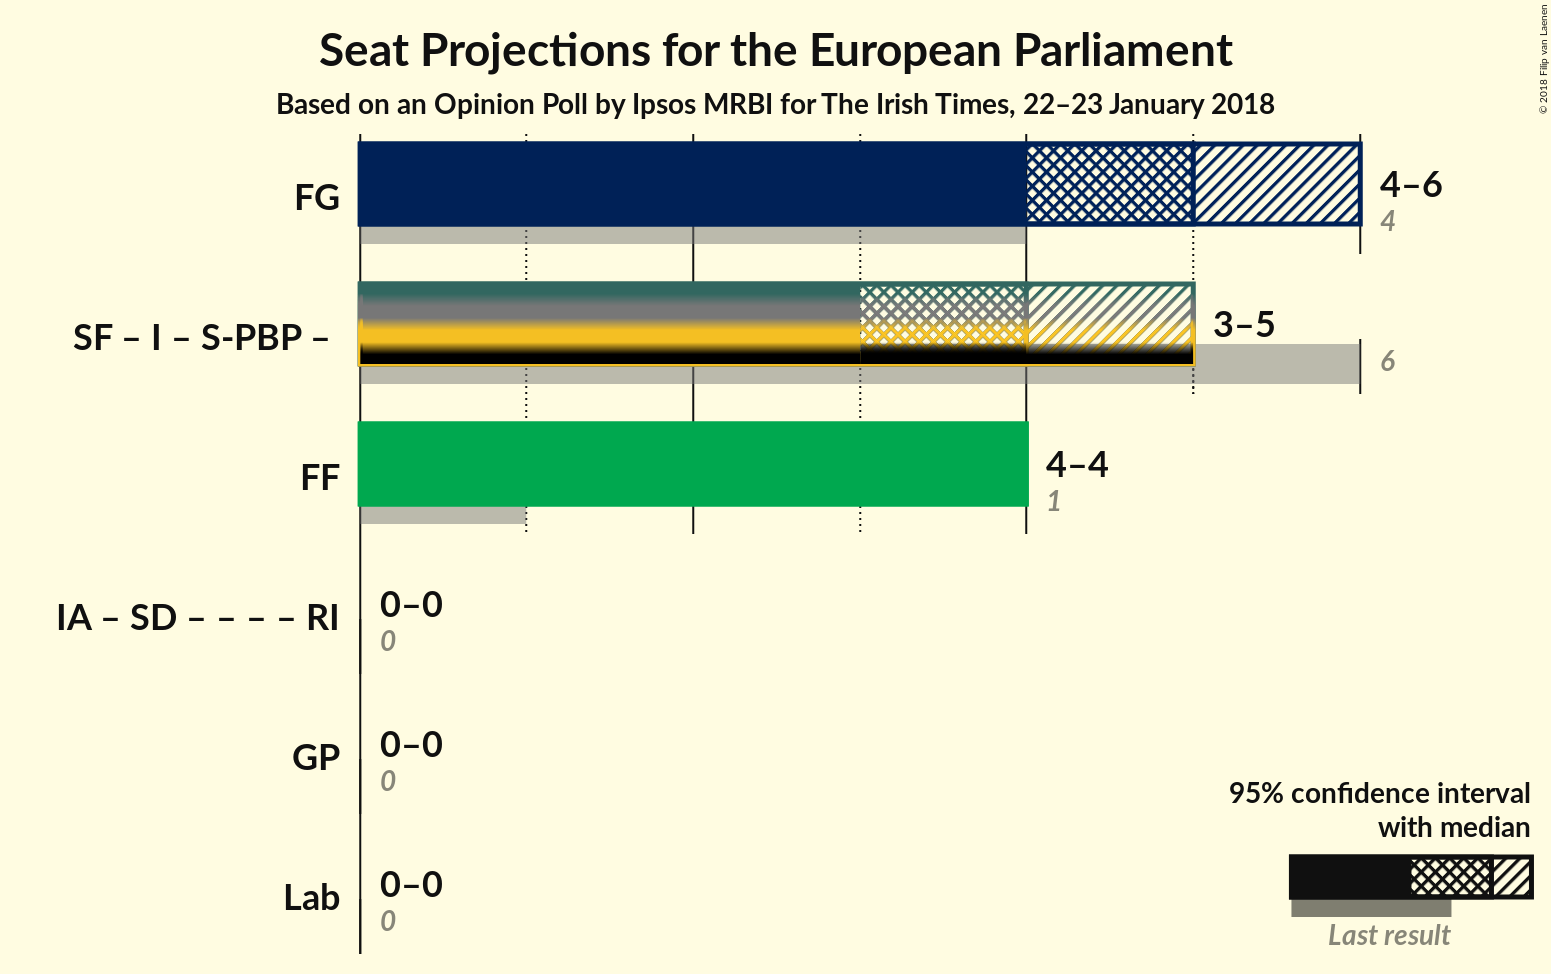 Seat Projections for the European Parliament
Based on an Opinion Poll by Ipsos MRBI for The Irish Times, 22–23 January 2018
© 2018 Filip van Laenen
FG
4–6
4
SF – I – S-PBP –
3–5
6
FF
4–4
1
IA – SD – – – – RI
0–0
0
GP
0–0
0
Lab
0–0
0
95% confidence interval
with median
Last result